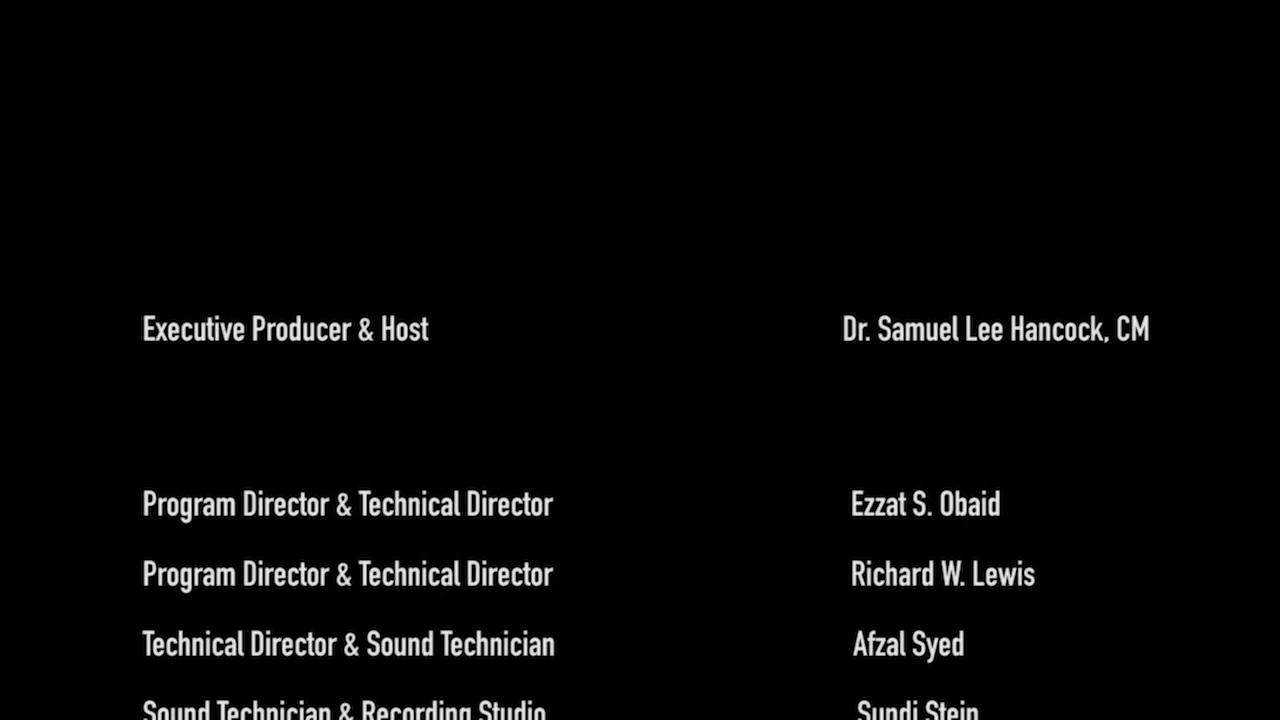 Executive Producer & Host Dr. Samuel Lee Hancock, CM
Program Director & Technical Director Ezzat S. Obaid
Program Director & Technical Director Richard W. Lewis
Technical Director & Sound Technician Afzal Syed
Sound Technician & Recording Studio Sundi Stein